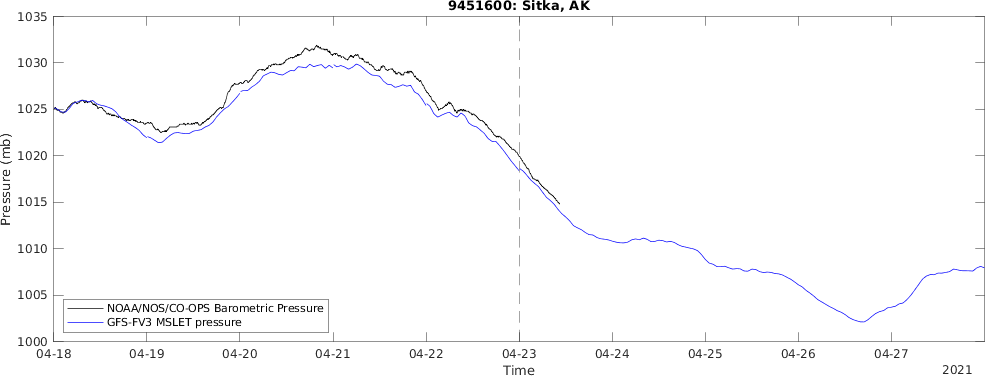 9451600: Sitka, AK
Pressure (mb)
1035
1030
1025
1020
1015
1010
1005
1000
NOAA/NOS/CO-OPS Barometric Pressure
GFS-FV3 MSLET pressure
04-18 04-19 04-20 04-21 04-22 04-23 04-24 04-25 04-26 04-27
Time
2021